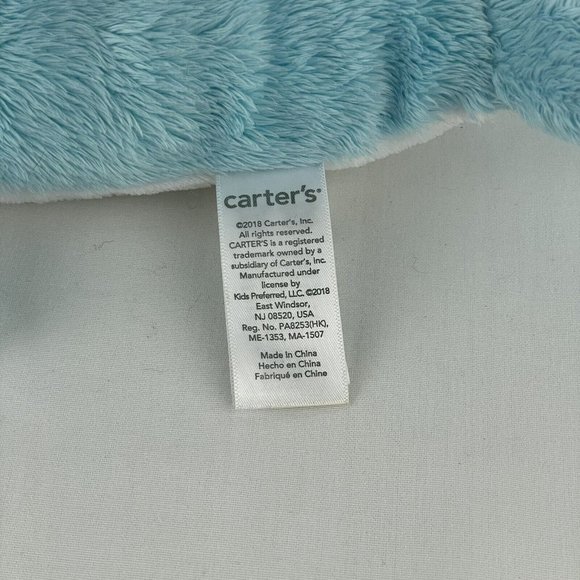 carter's®
©2018 Carter's, Inc.
All rights reserved.
CARTER'S is a registered
trademark owned by a
subsidiary of Carter's, Inc.
Manufactured under
license by
Kids Preferred, LLC. ©2018
East Windsor,
NJ 08520, USA
Reg. No. PA8253(HK),
ME-1353, MA-1507
Made in China
Hecho en China
Fabriqué en Chine